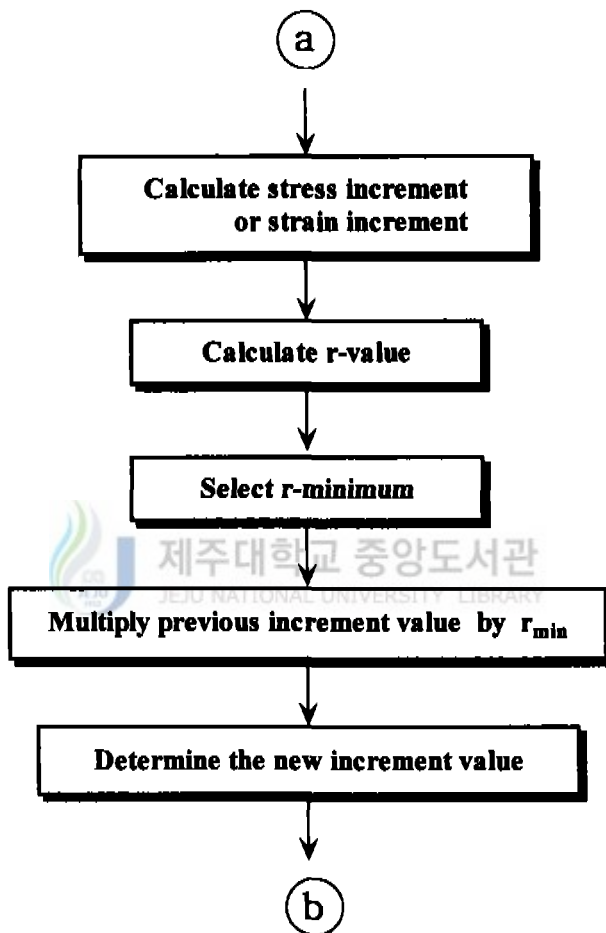 a
Calculate stress increment
or strain increment
Calculate r-value
Select r-minimum
제주대학교 중앙도서관
JEJU NATIONAL UNIVERSITY LIBRARY
Multiply previous increment value by r_min
Determine the new increment value
b